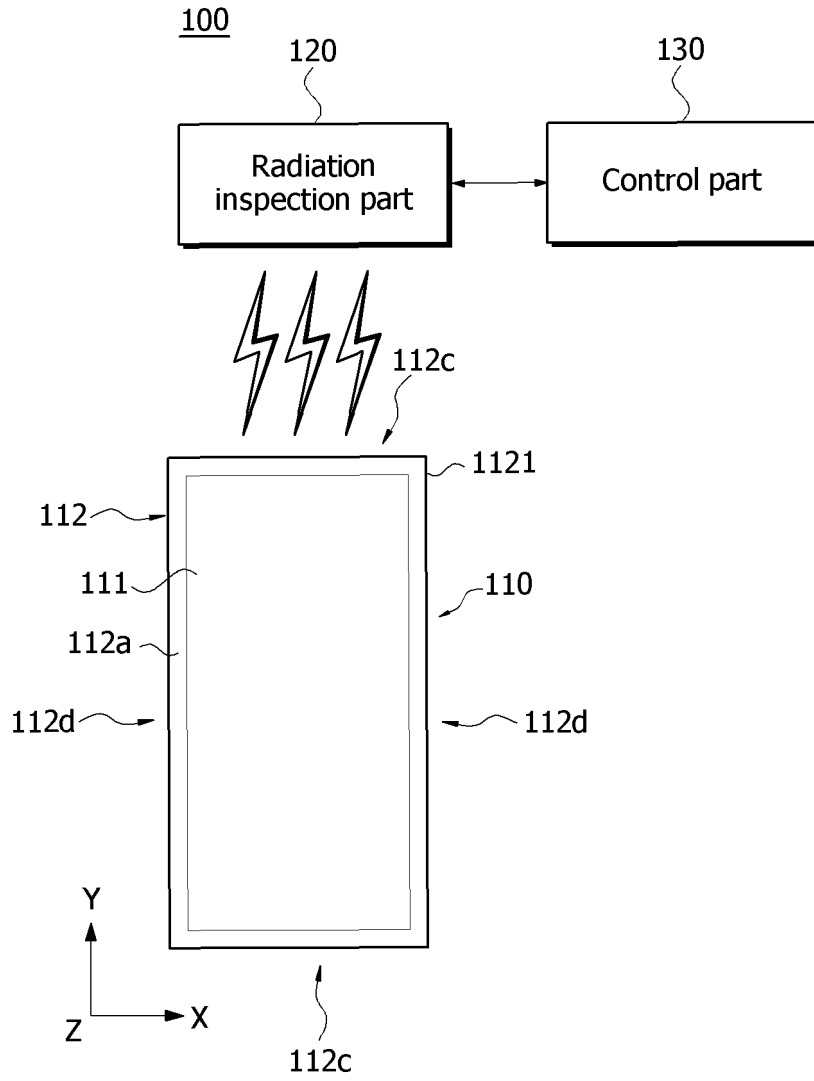 100
120
130
Radiation
inspection part
Control part
112c
1121
112
111
110
112a
112d
112d
Y
Z
X
112c